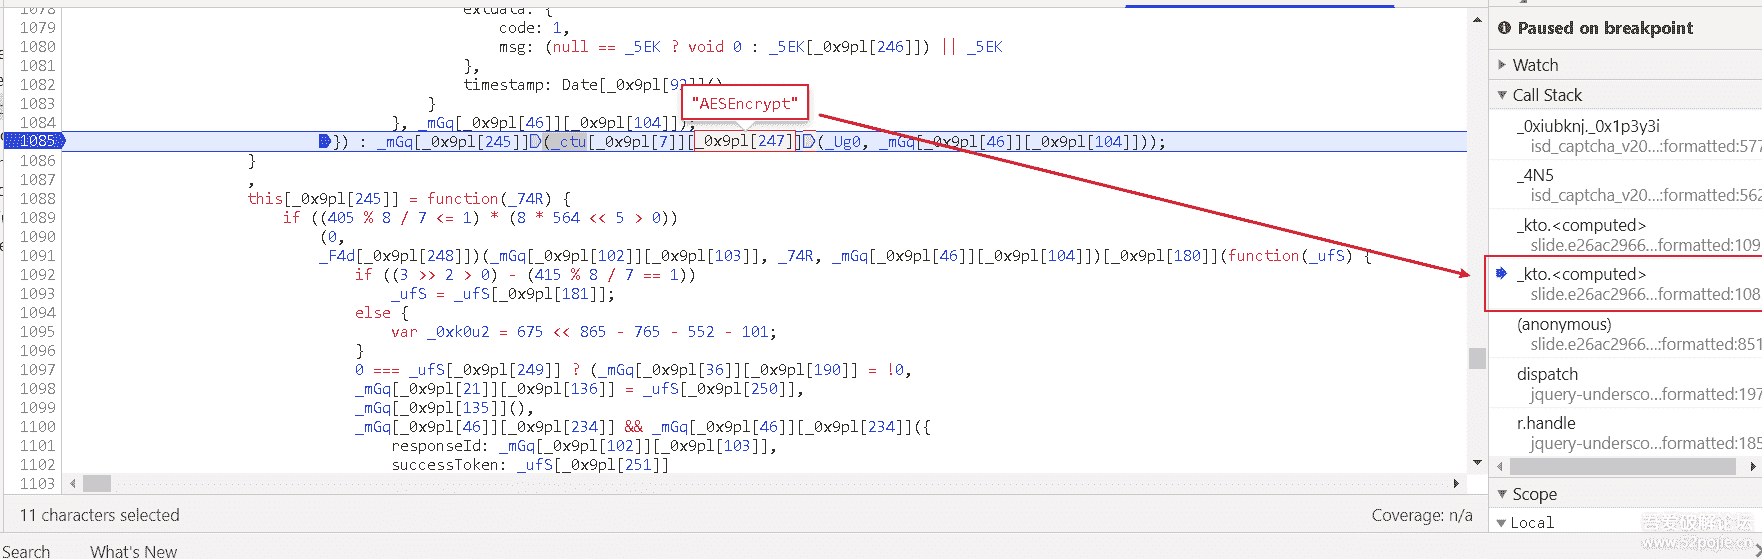 1078 extdata: {
1079 code: 1,
1080 msg: (null == _5EK ? void 0 : _5EK[_0x9pl[246]]) || _5EK
1081 },
1082 timestamp: Date[_0x9pl[92]]()
1083 }
"AESEncrypt"
1084 }, _mGq[_0x9pl[46]][_0x9pl[104]]);
1085 }) : _mGq[_0x9pl[245]](_ctu[_0x9pl[7]][_0x9pl[247]](_Ug0, _mGq[_0x9pl[46]][_0x9pl[104]]));
1086 }
1087 ,
1088 this[_0x9pl[245]] = function(_74R) {
1089 if ((405 % 8 / 7 <= 1) * (8 * 564 << 5 > 0))
1090 (0,
1091 _F4d[_0x9pl[248]])(_mGq[_0x9pl[102]][_0x9pl[103]], _74R, _mGq[_0x9pl[46]][_0x9pl[104]])[_0x9pl[180]](function(_ufS) {
1092 if ((3 >> 2 > 0) - (415 % 8 / 7 == 1))
1093 _ufS = _ufS[_0x9pl[181]];
1094 else {
1095 var _0xk0u2 = 675 << 865 - 765 - 552 - 101;
1096 }
1097 0 === _ufS[_0x9pl[249]] ? (_mGq[_0x9pl[36]][_0x9pl[190]] = !0,
1098 _mGq[_0x9pl[21]][_0x9pl[136]] = _ufS[_0x9pl[250]],
1099 _mGq[_0x9pl[135]](),
1100 _mGq[_0x9pl[46]][_0x9pl[234]] && _mGq[_0x9pl[46]][_0x9pl[234]]({
1101 responseId: _mGq[_0x9pl[102]][_0x9pl[103]],
1102 successToken: _ufS[_0x9pl[251]]
1103
11 characters selected
Coverage: n/a
Search What's New
Paused on breakpoint
Watch
Call Stack
_0xiubknj._0x1p3y3i
isd_captcha_v20...:formatted:577
_4N5
isd_captcha_v20...:formatted:562
_kto.<computed>
slide.e26ac2966...formatted:109
_kto.<computed>
slide.e26ac2966...formatted:108
(anonymous)
slide.e26ac2966...:formatted:851
dispatch
jquery-undersco...formatted:197
r.handle
jquery-undersco...formatted:185
Scope
Local
吾爱破解论坛
www.52pojie.cn